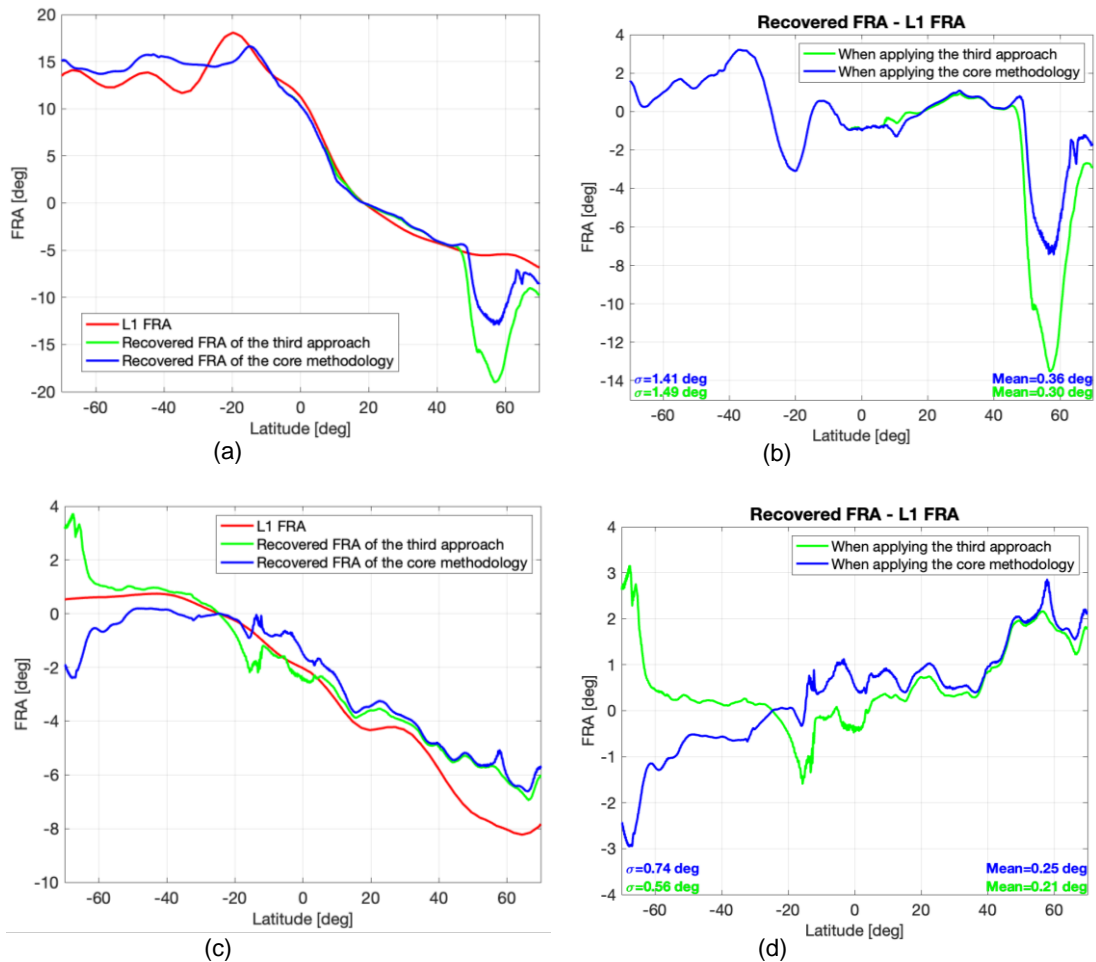 20
15
10
5
0
-5
-10
-15
-20
FRA [deg]
L1 FRA
Recovered FRA of the third approach
Recovered FRA of the core methodology
-60 -40 -20 0 20 40 60
Latitude [deg]
(a)
Recovered FRA - L1 FRA
4
2
0
-2
-4
-6
-8
-10
-12
-14
FRA [deg]
When applying the third approach
When applying the core methodology
σ=1.41 deg Mean=0.36 deg
σ=1.49 deg Mean=0.30 deg
-60 -40 -20 0 20 40 60
Latitude [deg]
(b)
4
2
0
-2
-4
-6
-8
-10
FRA [deg]
L1 FRA
Recovered FRA of the third approach
Recovered FRA of the core methodology
-60 -40 -20 0 20 40 60
Latitude [deg]
(c)
Recovered FRA - L1 FRA
4
3
2
1
0
-1
-2
-3
-4
FRA [deg]
When applying the third approach
When applying the core methodology
σ=0.74 deg Mean=0.25 deg
σ=0.56 deg Mean=0.21 deg
-60 -40 -20 0 20 40 60
Latitude [deg]
(d)